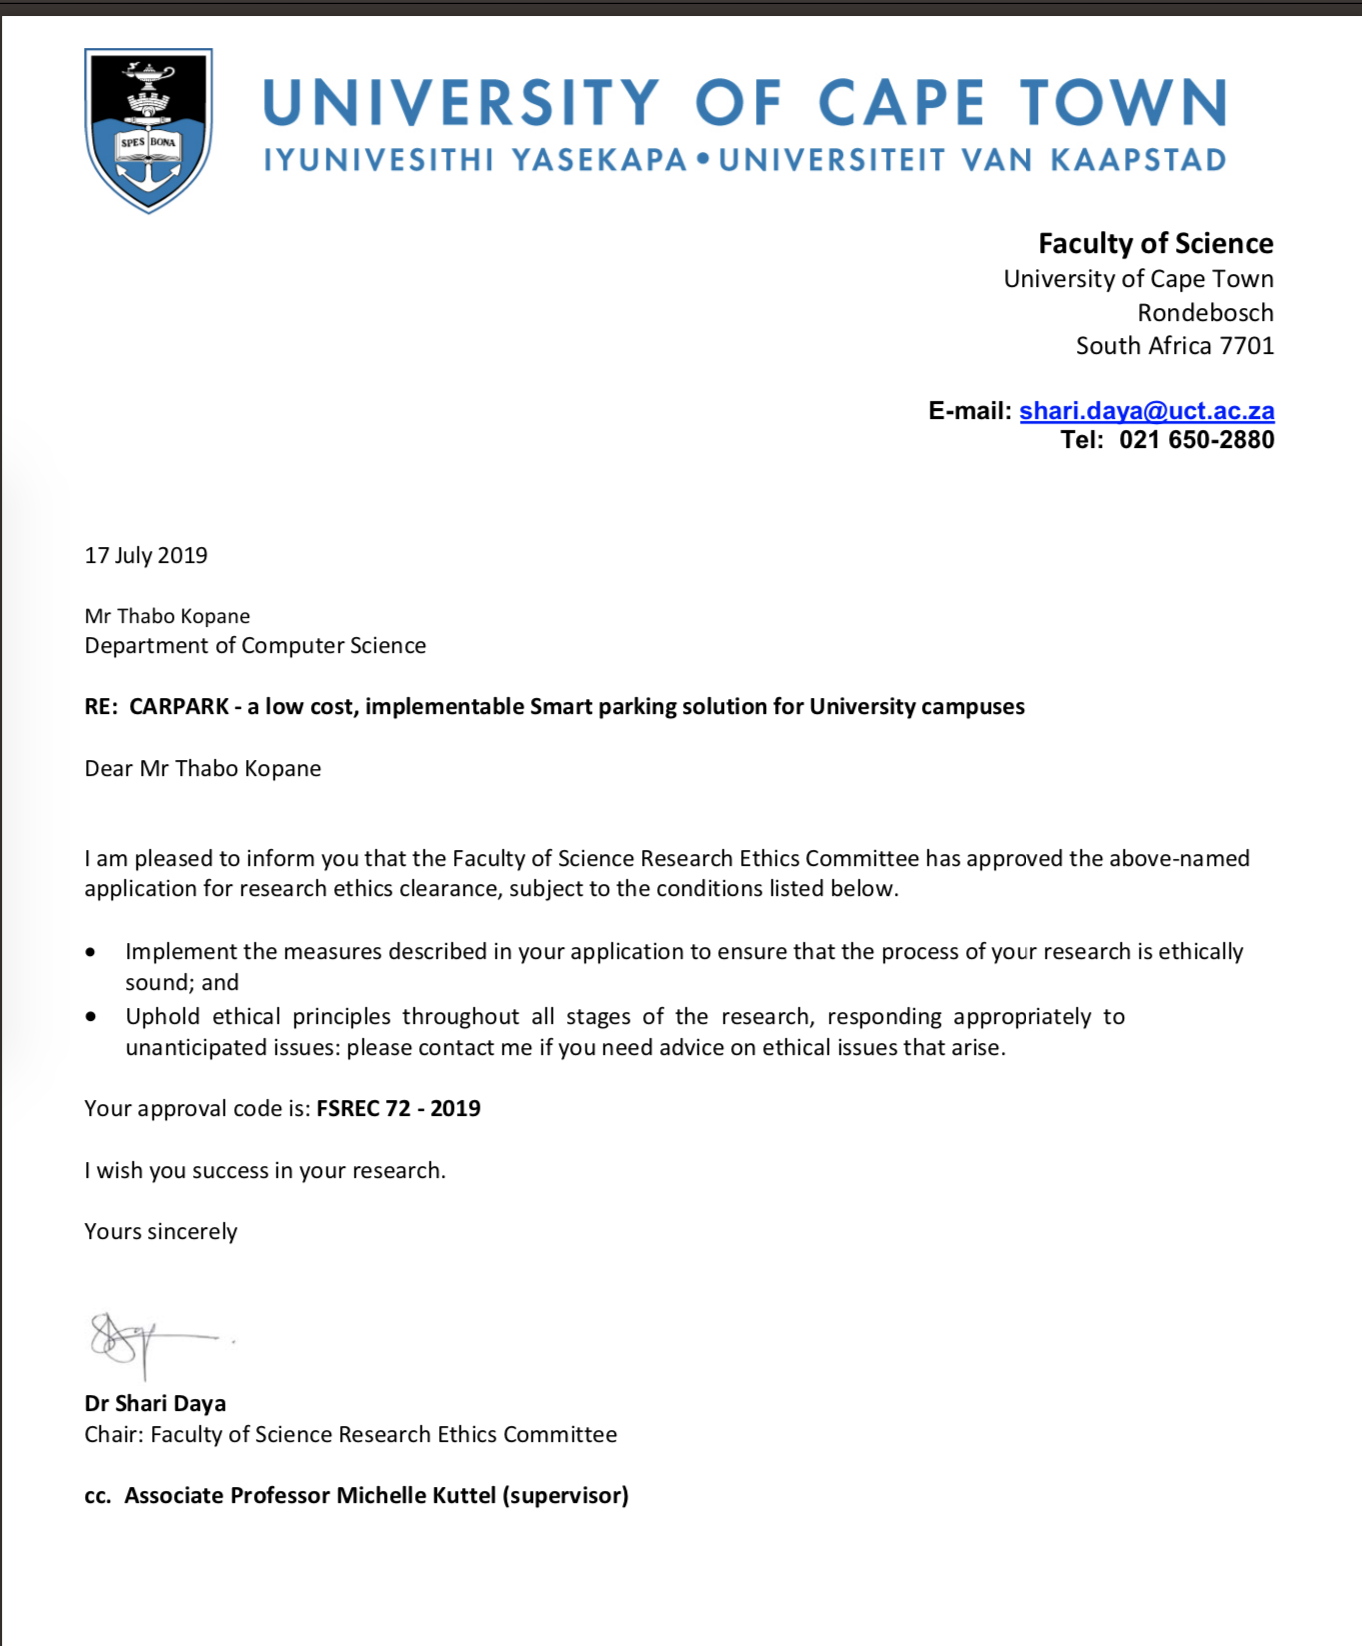 SPES BONA
UNIVERSITY OF CAPE TOWN
IYUNIVESITHI YASEKAPA • UNIVERSITEIT VAN KAAPSTAD
Faculty of Science
University of Cape Town
Rondebosch
South Africa 7701
E-mail: shari.daya@uct.ac.za
Tel: 021 650-2880
17 July 2019
Mr Thabo Kopane
Department of Computer Science
RE: CARPARK - a low cost, implementable Smart parking solution for University campuses
Dear Mr Thabo Kopane
I am pleased to inform you that the Faculty of Science Research Ethics Committee has approved the above-named
application for research ethics clearance, subject to the conditions listed below.
• Implement the measures described in your application to ensure that the process of your research is ethically
sound; and
• Uphold ethical principles throughout all stages of the research, responding appropriately to
unanticipated issues: please contact me if you need advice on ethical issues that arise.
Your approval code is: FSREC 72 - 2019
I wish you success in your research.
Yours sincerely
Dr Shari Daya
Chair: Faculty of Science Research Ethics Committee
cc. Associate Professor Michelle Kuttel (supervisor)